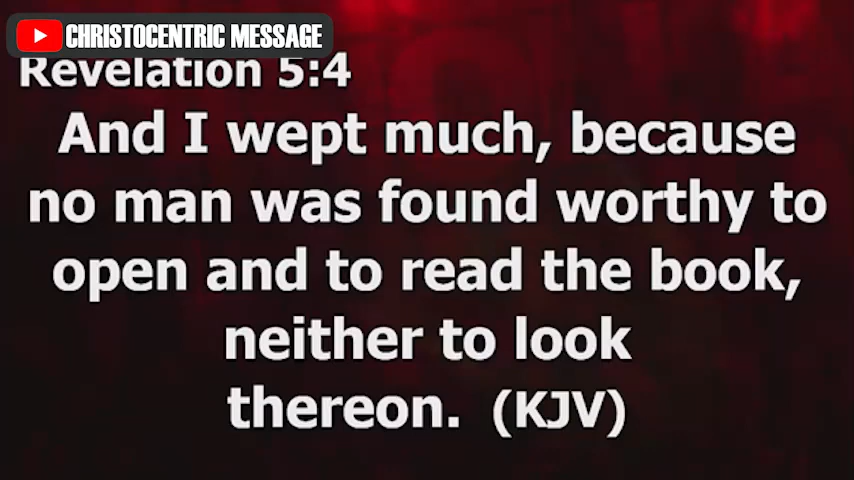 CHRISTOCENTRIC MESSAGE
Revelation 5:4
And I wept much, because
no man was found worthy to
open and to read the book,
neither to look
thereon. (KJV)